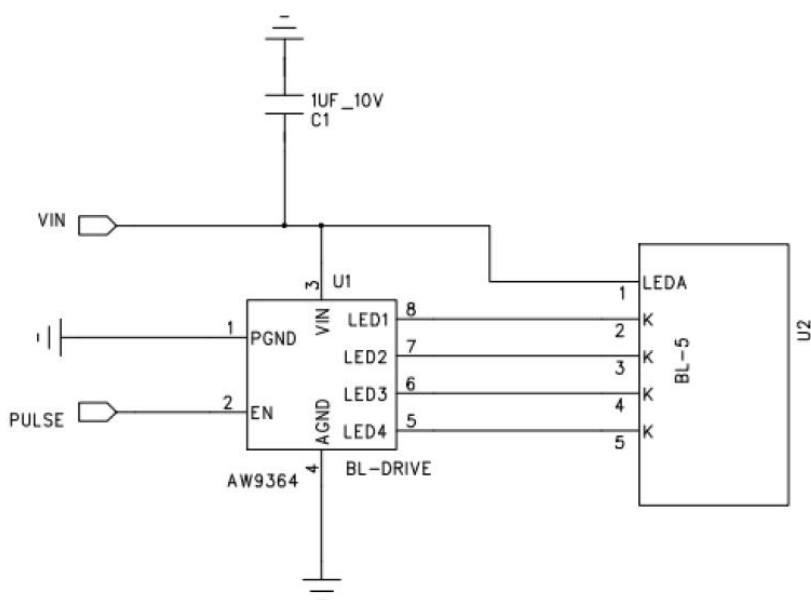 1UF_10V
C1
VIN
3
U1
VIN
1
PGND
LED1
8
LED2
7
LED3
6
LED4
5
PULSE
2
EN
AGND
4
AW9364
BL-DRIVE
1
LEDA
2
K
3
K
4
K
5
K
BL-5
U2